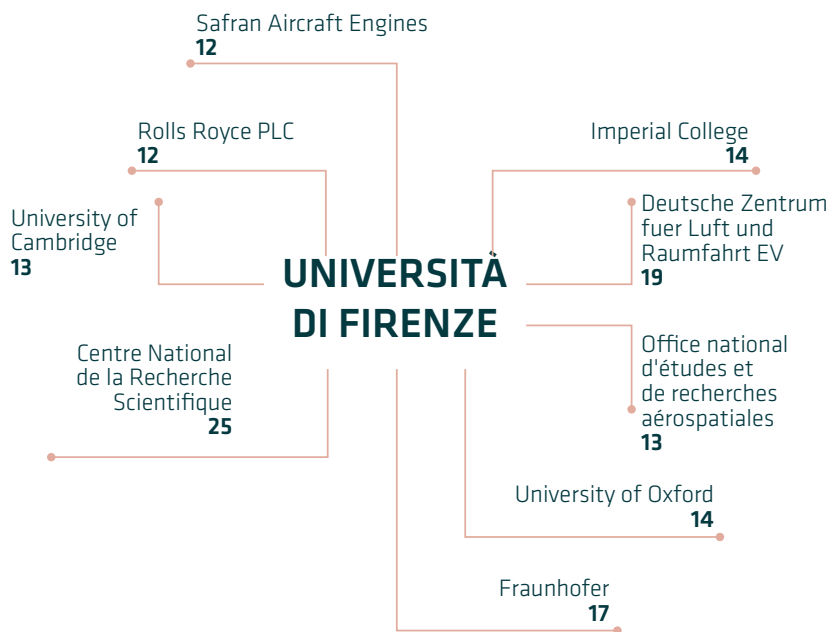 Safran Aircraft Engines
12
Rolls Royce PLC
12
Imperial College
14
University of
Cambridge
13
Deutsche Zentrum
fuer Luft und
Raumfahrt EV
19
UNIVERSITÀ
DI FIRENZE
Centre National
de la Recherche
Scientifique
25
Office national
d'études et
de recherches
aérospatiales
13
University of Oxford
14
Fraunhofer
17